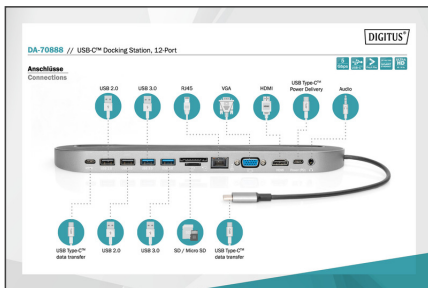 DIGITUS®
DA-70888 // USB-C™ Docking Station, 12-Port
Anschlüsse
Connections
USB 2.0
USB 3.0
RJ45
VGA
HDMI
USB Type-C™
Power Delivery
Audio
USB Type-C™
data transfer
USB 2.0
USB 3.0
SD / Micro SD
USB Type-C™
data transfer